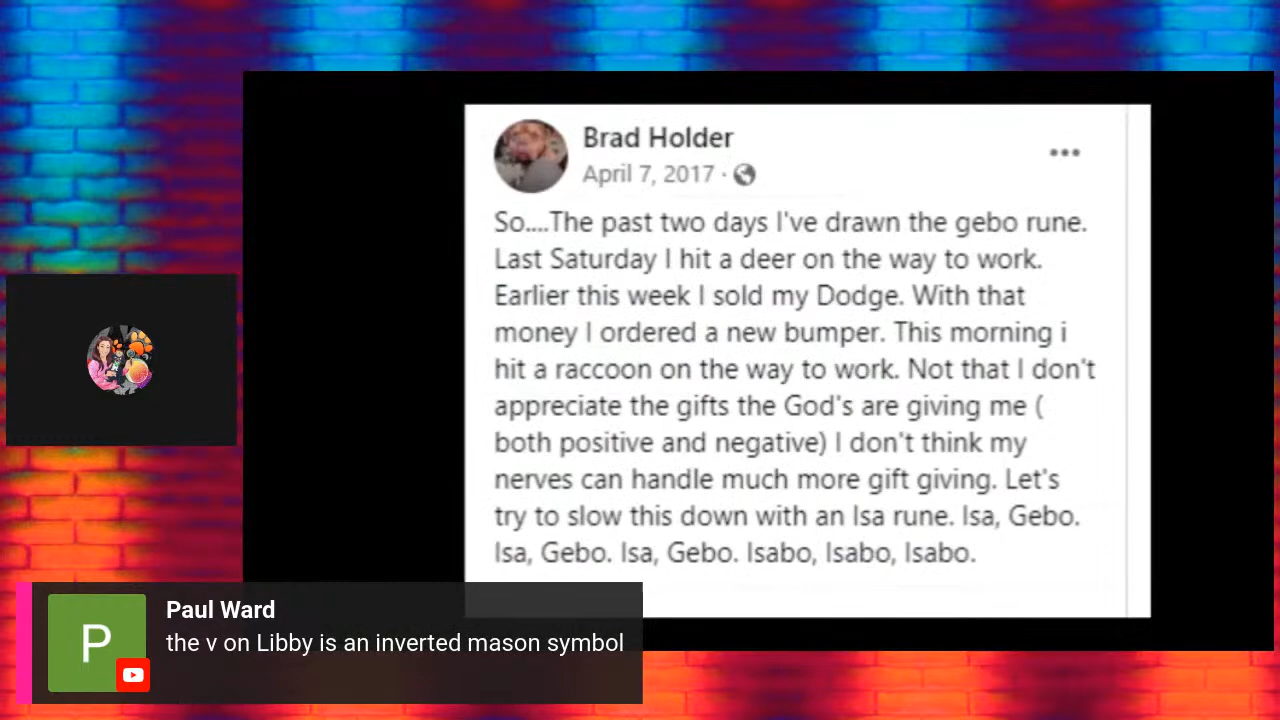 Brad Holder
April 7, 2017 ·
So....The past two days I've drawn the gebo rune.
Last Saturday I hit a deer on the way to work.
Earlier this week I sold my Dodge. With that
money I ordered a new bumper. This morning i
hit a raccoon on the way to work. Not that I don't
appreciate the gifts the God's are giving me (
both positive and negative) I don't think my
nerves can handle much more gift giving. Let's
try to slow this down with an Isa rune. Isa, Gebo.
Isa, Gebo. Isa, Gebo. Isabo, Isabo, Isabo.
P
Paul Ward
the v on Libby is an inverted mason symbol